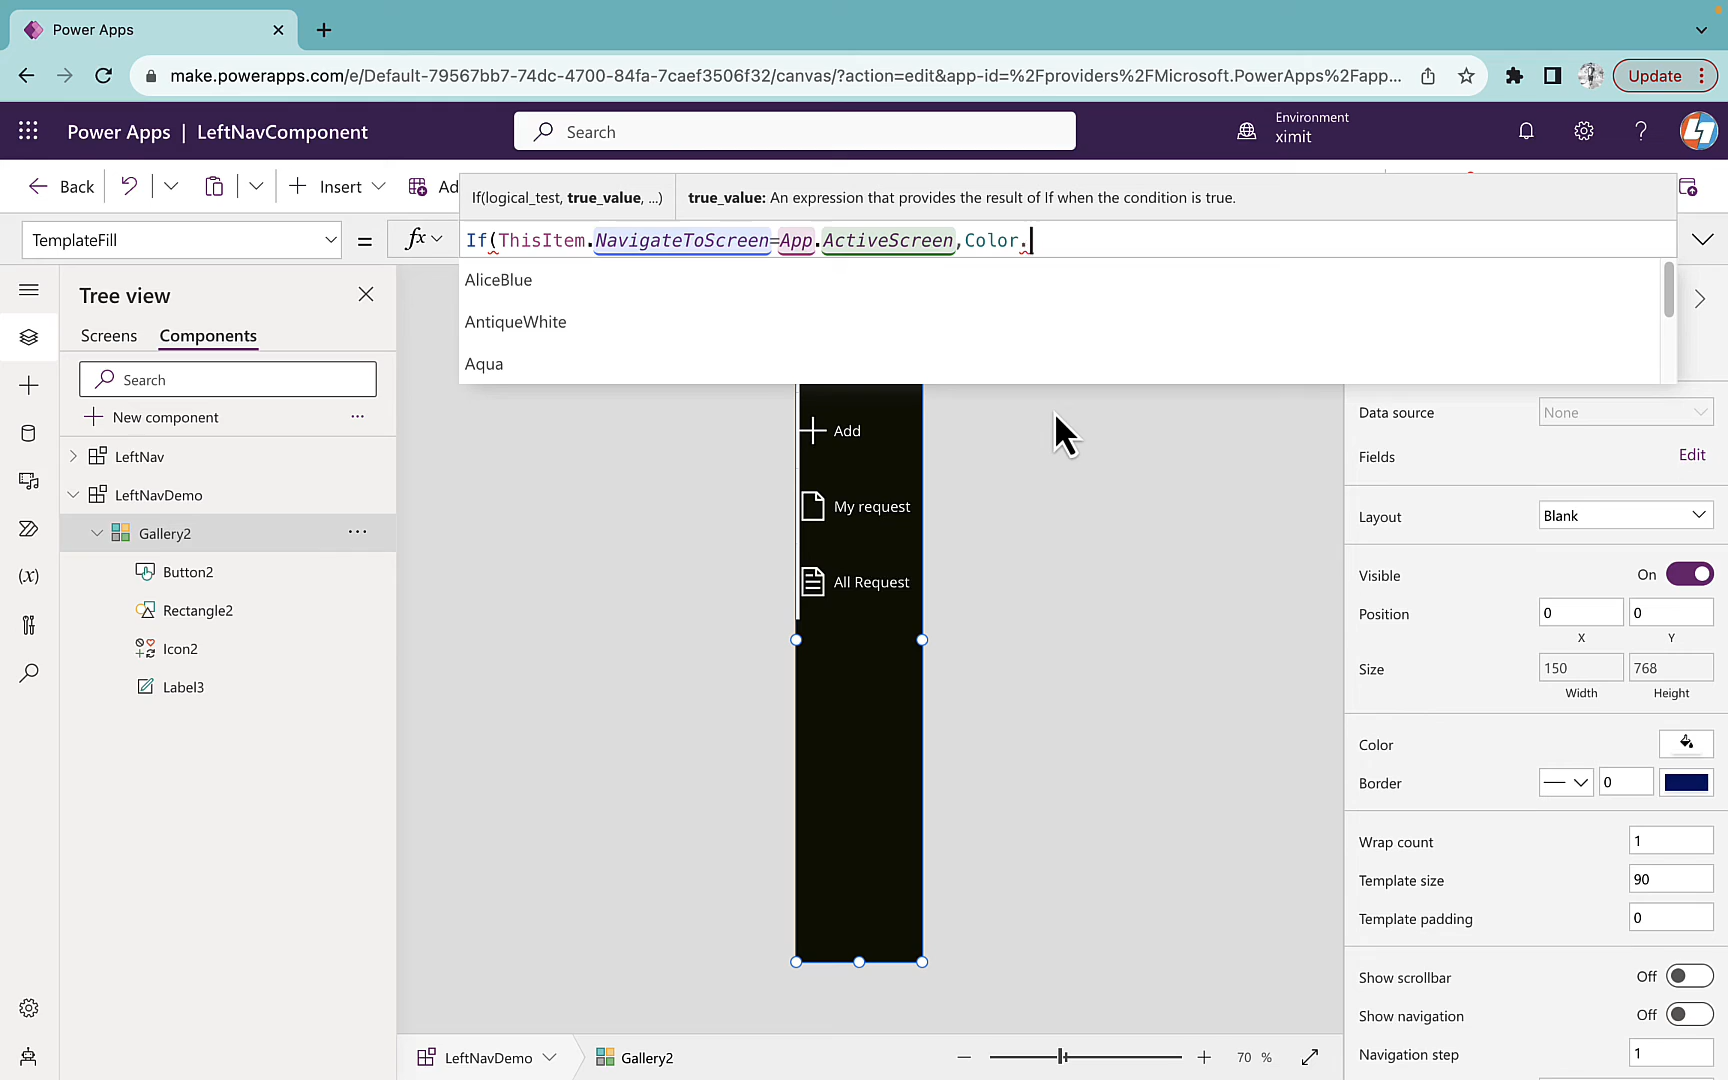 Power Apps
make.powerapps.com/e/Default-79567bb7-74dc-4700-84fa-7caef3506f32/canvas/?action=edit&app-id=%2Fproviders%2FMicrosoft.PowerApps%2Fapp...
Update
Power Apps | LeftNavComponent
Search
Environment
ximit
Back
Insert
Ad
If(logical_test, true_value, ...)
true_value: An expression that provides the result of If when the condition is true.
TemplateFill
=
fx
If(ThisItem.NavigateToScreen=App.ActiveScreen,Color.
AliceBlue
AntiqueWhite
Aqua
Tree view
Screens
Components
Search
New component
LeftNav
LeftNavDemo
Gallery2
Button2
Rectangle2
Icon2
Label3
Add
My request
All Request
Data source
None
Fields
Edit
Layout
Blank
Visible
On
Position
0
0
X
Y
Size
150
768
Width
Height
Color
Border
0
Wrap count
1
Template size
90
Template padding
0
Show scrollbar
Off
Show navigation
Off
Navigation step
1
LeftNavDemo
Gallery2
70 %